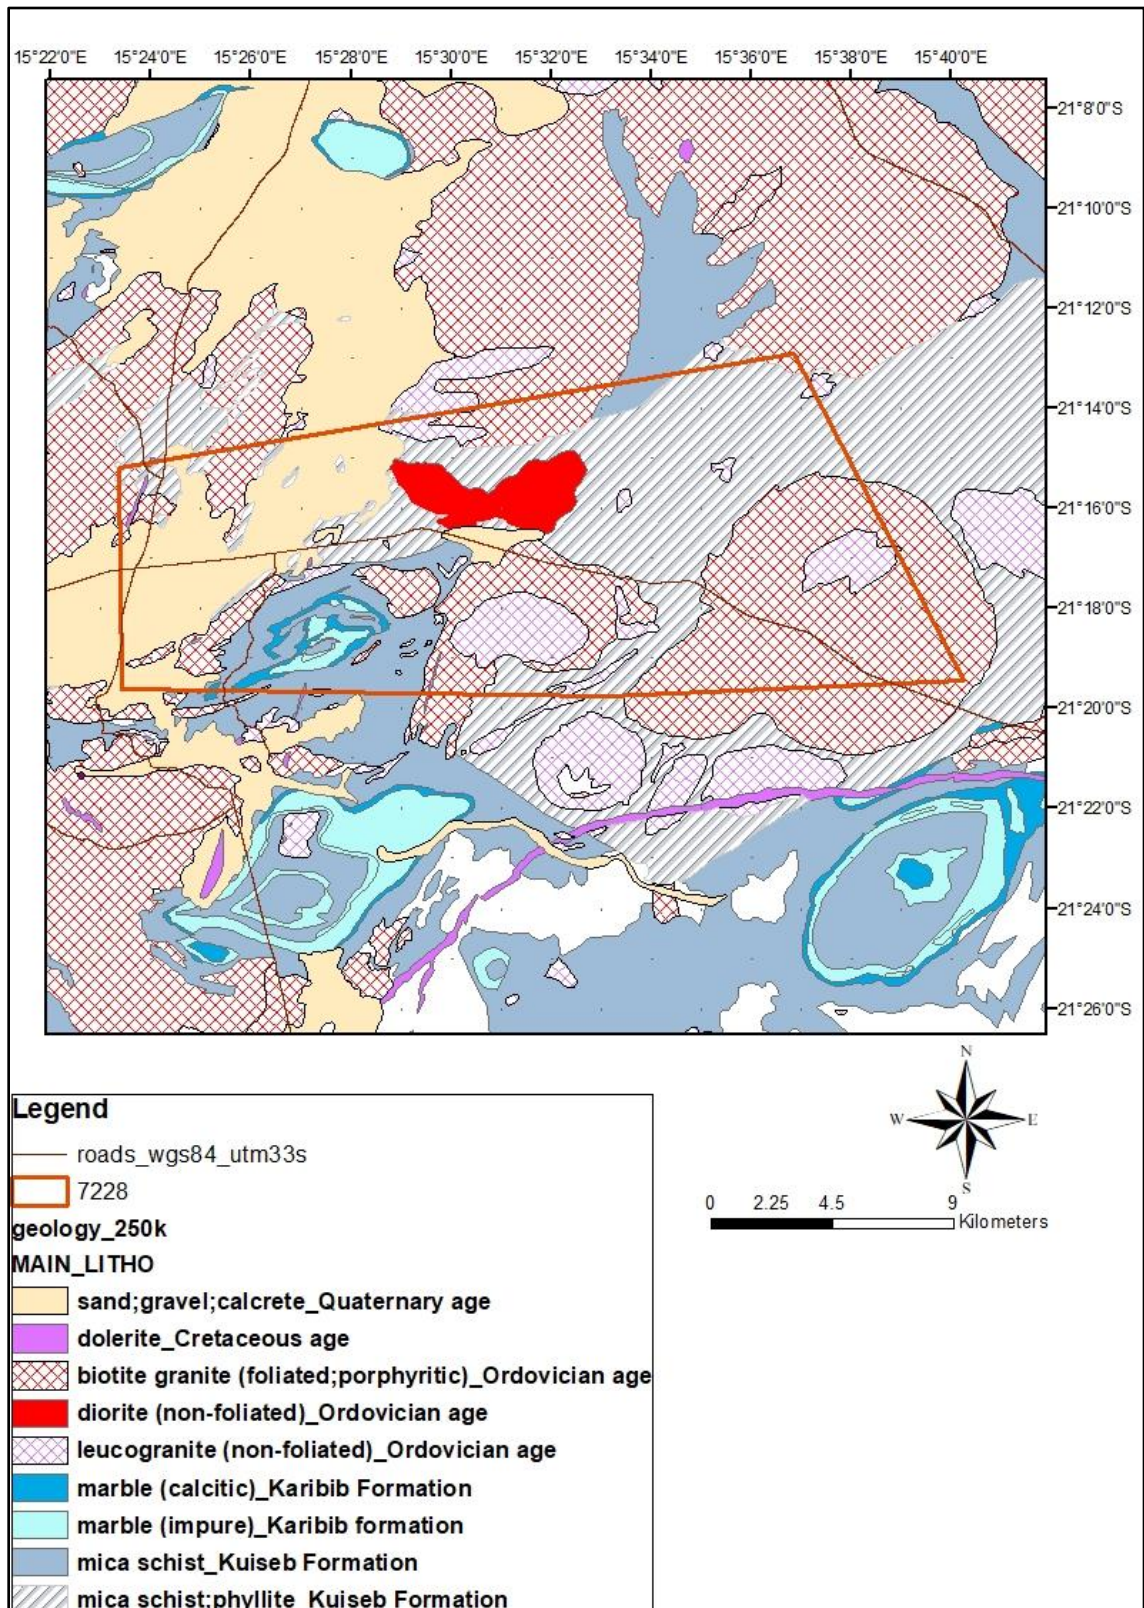 15°22'0"E 15°24'0"E 15°26'0"E 15°28'0"E 15°30'0"E 15°32'0"E 15°34'0"E 15°36'0"E 15°38'0"E 15°40'0"E
21°8'0"S
21°10'0"S
21°12'0"S
21°14'0"S
21°16'0"S
21°18'0"S
21°20'0"S
21°22'0"S
21°24'0"S
21°26'0"S
N
W E
S
0 2.25 4.5 9
Kilometers
Legend
roads_wgs84_utm33s
7228
geology_250k
MAIN_LITHO
sand;gravel;calcrete_Quaternary age
dolerite_Cretaceous age
biotite granite (foliated;porphyritic)_Ordovician age
diorite (non-foliated)_Ordovician age
leucogranite (non-foliated)_Ordovician age
marble (calcitic)_Karibib Formation
marble (impure)_Karibib formation
mica schist_Kuiseb Formation
mica schist;phyllite_Kuiseb Formation